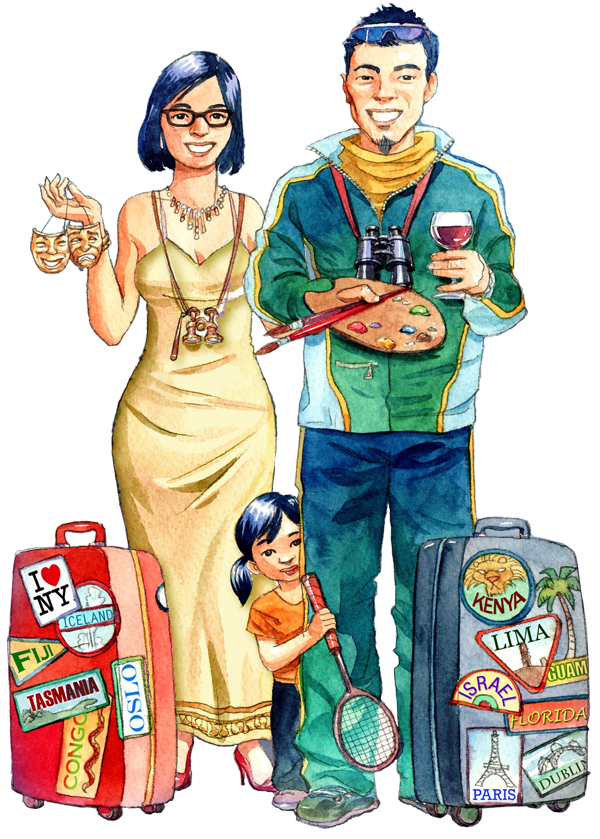 I ♥
NY
ICELAND
FIJI
TASMANIA
OSLO
CONGO
KENYA
LIMA
GUAM
ISRAEL
FLORIDA
PARIS
DUBLIN